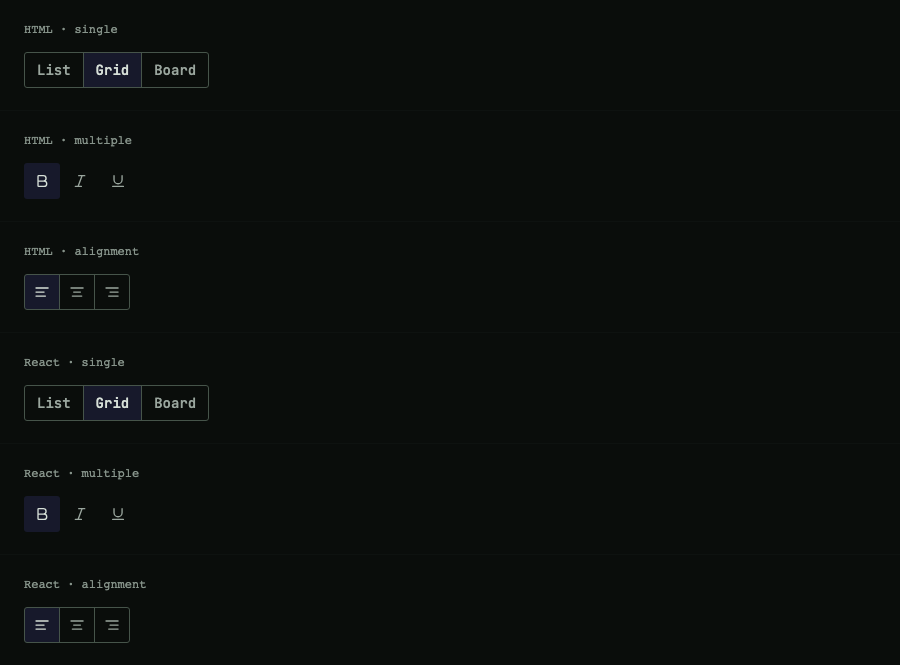 HTML · single
List Grid Board
HTML · multiple
B I U
HTML · alignment
React · single
List Grid Board
React · multiple
B I U
React · alignment